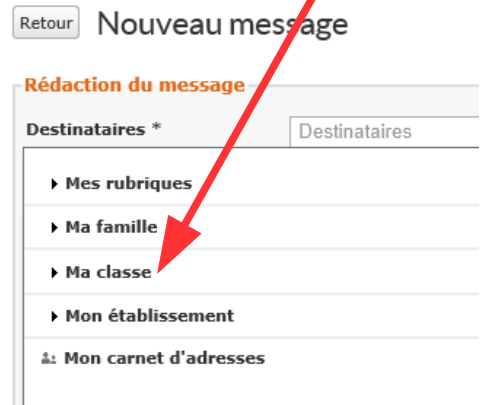 Retour Nouveau message
Rédaction du message
Destinataires * Destinataires
Mes rubriques
Ma famille
Ma classe
Mon établissement
Mon carnet d'adresses